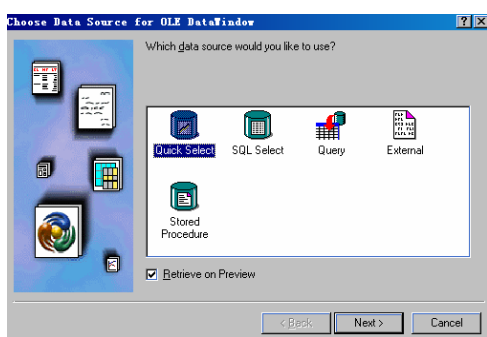 Choose Data Source for OLE DataWindow
Which data source would you like to use?
Quick Select
SQL Select
Query
External
Stored
Procedure
Retrieve on Preview
< Back
Next >
Cancel